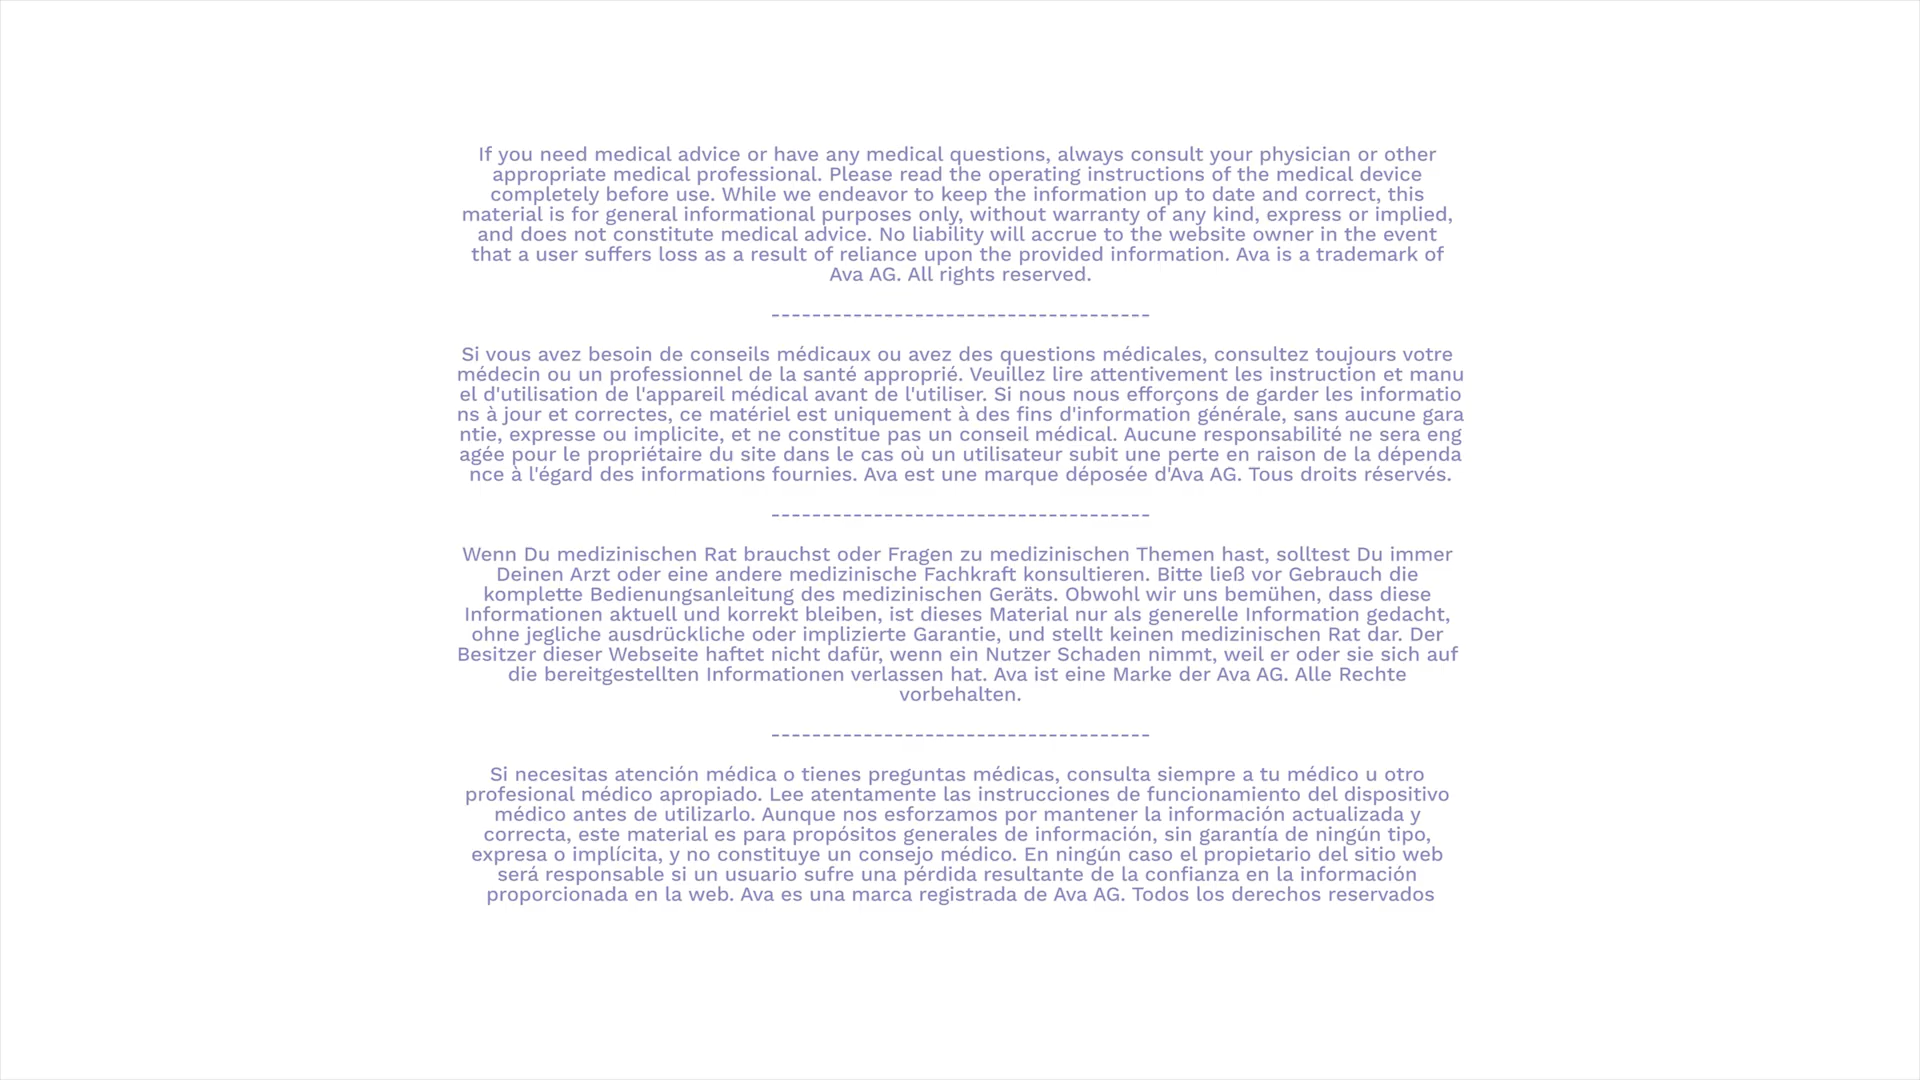 If you need medical advice or have any medical questions, always consult your physician or other
appropriate medical professional. Please read the operating instructions of the medical device
completely before use. While we endeavor to keep the information up to date and correct, this
material is for general informational purposes only, without warranty of any kind, express or implied,
and does not constitute medical advice. No liability will accrue to the website owner in the event
that a user suffers loss as a result of reliance upon the provided information. Ava is a trademark of
Ava AG. All rights reserved.
-------------------------------------
Si vous avez besoin de conseils médicaux ou avez des questions médicales, consultez toujours votre
médecin ou un professionnel de la santé approprié. Veuillez lire attentivement les instruction et manu
el d'utilisation de l'appareil médical avant de l'utiliser. Si nous nous efforçons de garder les informatio
ns à jour et correctes, ce matériel est uniquement à des fins d'information générale, sans aucune gara
ntie, expresse ou implicite, et ne constitue pas un conseil médical. Aucune responsabilité ne sera eng
agée pour le propriétaire du site dans le cas où un utilisateur subit une perte en raison de la dépenda
nce à l'égard des informations fournies. Ava est une marque déposée d'Ava AG. Tous droits réservés.
-------------------------------------
Wenn Du medizinischen Rat brauchst oder Fragen zu medizinischen Themen hast, solltest Du immer
Deinen Arzt oder eine andere medizinische Fachkraft konsultieren. Bitte ließ vor Gebrauch die
komplette Bedienungsanleitung des medizinischen Geräts. Obwohl wir uns bemühen, dass diese
Informationen aktuell und korrekt bleiben, ist dieses Material nur als generelle Information gedacht,
ohne jegliche ausdrückliche oder implizierte Garantie, und stellt keinen medizinischen Rat dar. Der
Besitzer dieser Webseite haftet nicht dafür, wenn ein Nutzer Schaden nimmt, weil er oder sie sich auf
die bereitgestellten Informationen verlassen hat. Ava ist eine Marke der Ava AG. Alle Rechte
vorbehalten.
-------------------------------------
Si necesitas atención médica o tienes preguntas médicas, consulta siempre a tu médico u otro
profesional médico apropiado. Lee atentamente las instrucciones de funcionamiento del dispositivo
médico antes de utilizarlo. Aunque nos esforzamos por mantener la información actualizada y
correcta, este material es para propósitos generales de información, sin garantía de ningún tipo,
expresa o implícita, y no constituye un consejo médico. En ningún caso el propietario del sitio web
será responsable si un usuario sufre una pérdida resultante de la confianza en la información
proporcionada en la web. Ava es una marca registrada de Ava AG. Todos los derechos reservados